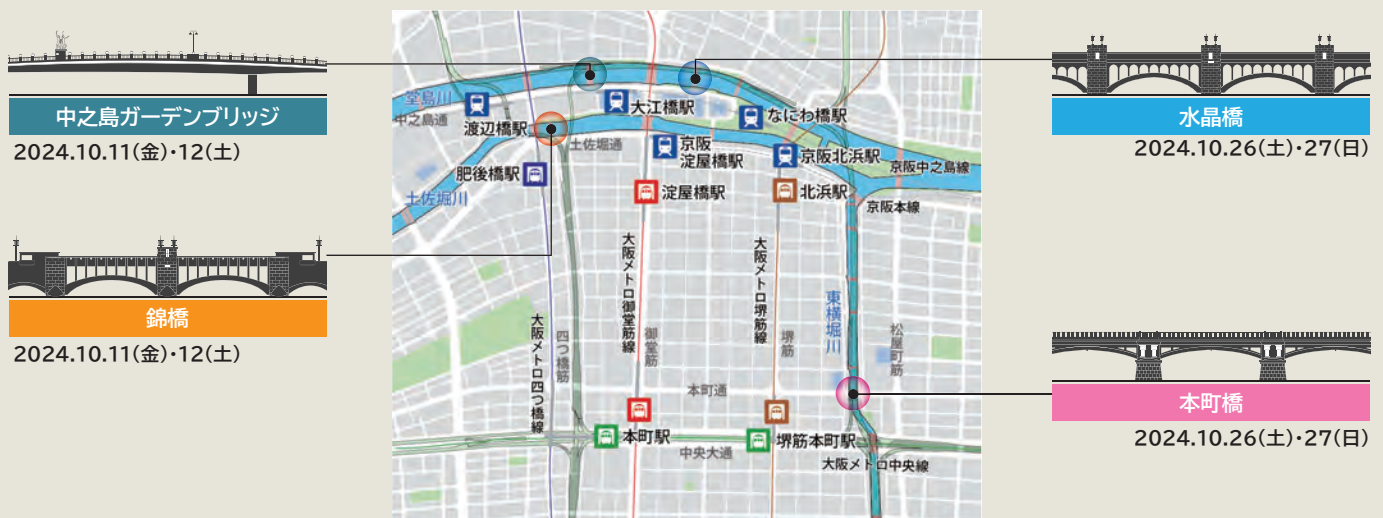 中之島ガーデンブリッジ
2024.10.11(金)・12(土)
錦橋
2024.10.11(金)・12(土)
堂島川
中之島通
渡辺橋駅
大江橋駅
なにわ橋駅
土佐堀通
京阪
淀屋橋駅
京阪北浜駅
京阪中之島線
肥後橋駅
淀屋橋駅
北浜駅
土佐堀川
京阪本線
大阪メトロ四つ橋線
四つ橋筋
大阪メトロ御堂筋線
御堂筋
大阪メトロ堺筋線
堺筋
東横堀川
松屋町筋
本町通
本町駅
中央大通
堺筋本町駅
大阪メトロ中央線
水晶橋
2024.10.26(土)・27(日)
本町橋
2024.10.26(土)・27(日)